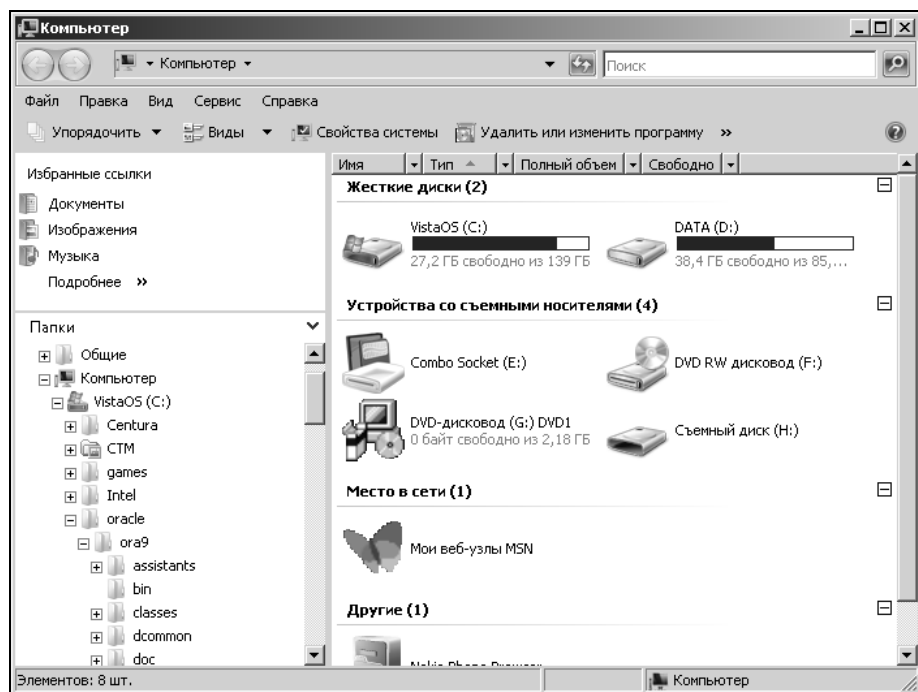 Компьютер
Компьютер
Поиск
Файл Правка Вид Сервис Справка
Упорядочить Виды Свойства системы Удалить или изменить программу »
Избранные ссылки
Документы
Изображения
Музыка
Подробнее »
Папки
Общие
Компьютер
VistaOS (C:)
Centura
CTM
games
Intel
oracle
ora9
assistants
bin
classes
dcommon
doc
Имя Тип Полный объем Свободно
Жесткие диски (2)
VistaOS (C:)
27,2 ГБ свободно из 139 ГБ
DATA (D:)
38,4 ГБ свободно из 85,...
Устройства со съемными носителями (4)
Combo Socket (E:)
DVD RW дисковод (F:)
DVD-дисковод (G:) DVD1
0 байт свободно из 2,18 ГБ
Съемный диск (H:)
Место в сети (1)
Мои веб-узлы MSN
Другие (1)
Nokia Phone Browser
Элементов: 8 шт.
Компьютер